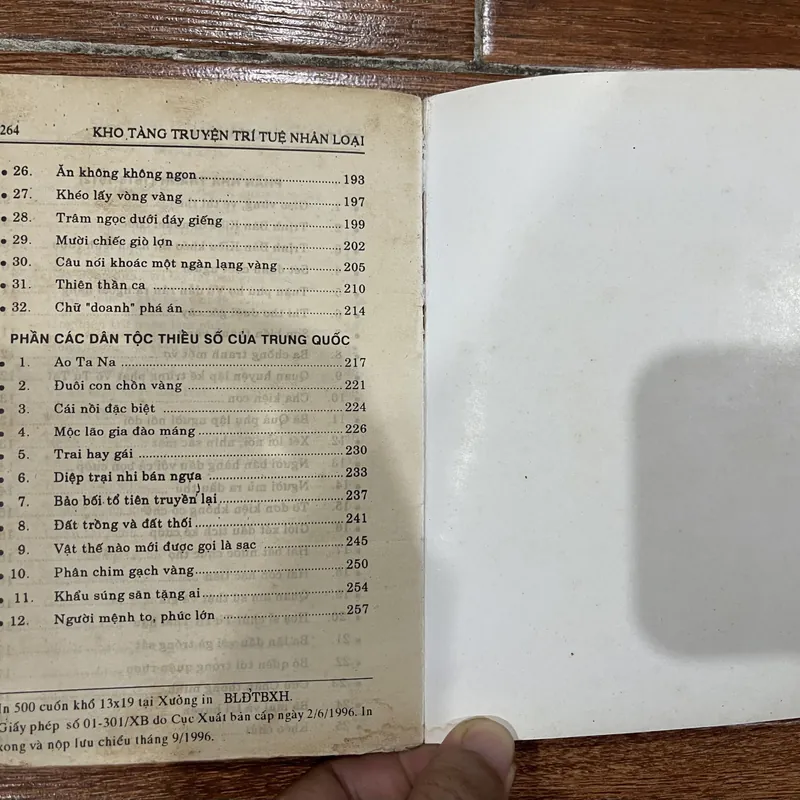 264 KHO TÀNG TRUYỆN TRÍ TUỆ NHÂN LOẠI
26. Ăn không không ngon 193
27. Khéo lấy vòng vàng 197
28. Trâm ngọc dưới đáy giếng 199
29. Mười chiếc giò lợn 202
30. Câu nói khoác một ngàn lạng vàng 205
31. Thiên thần ca 210
32. Chữ "doanh" phá án 214
PHẦN CÁC DÂN TỘC THIỂU SỐ CỦA TRUNG QUỐC
1. Ao Ta Na 217
2. Đuôi con chồn vàng 221
3. Cái nồi đặc biệt 224
4. Mộc lão gia đào máng 226
5. Trai hay gái 230
6. Diệp trại nhi bán ngựa 233
7. Bảo bối tổ tiên truyền lại 237
8. Đất trồng và đất thổi 241
9. Vật thế nào mới được gọi là sạc 245
10. Phân chim gạch vàng 250
11. Khẩu súng săn tặng ai 254
12. Người mệnh to, phúc lớn 257
In 500 cuốn khổ 13x19 tại Xưởng in BLĐTBXH.
Giấy phép số 01-301/XB do Cục Xuất bản cấp ngày 2/6/1996. In
xong và nộp lưu chiểu tháng 9/1996.